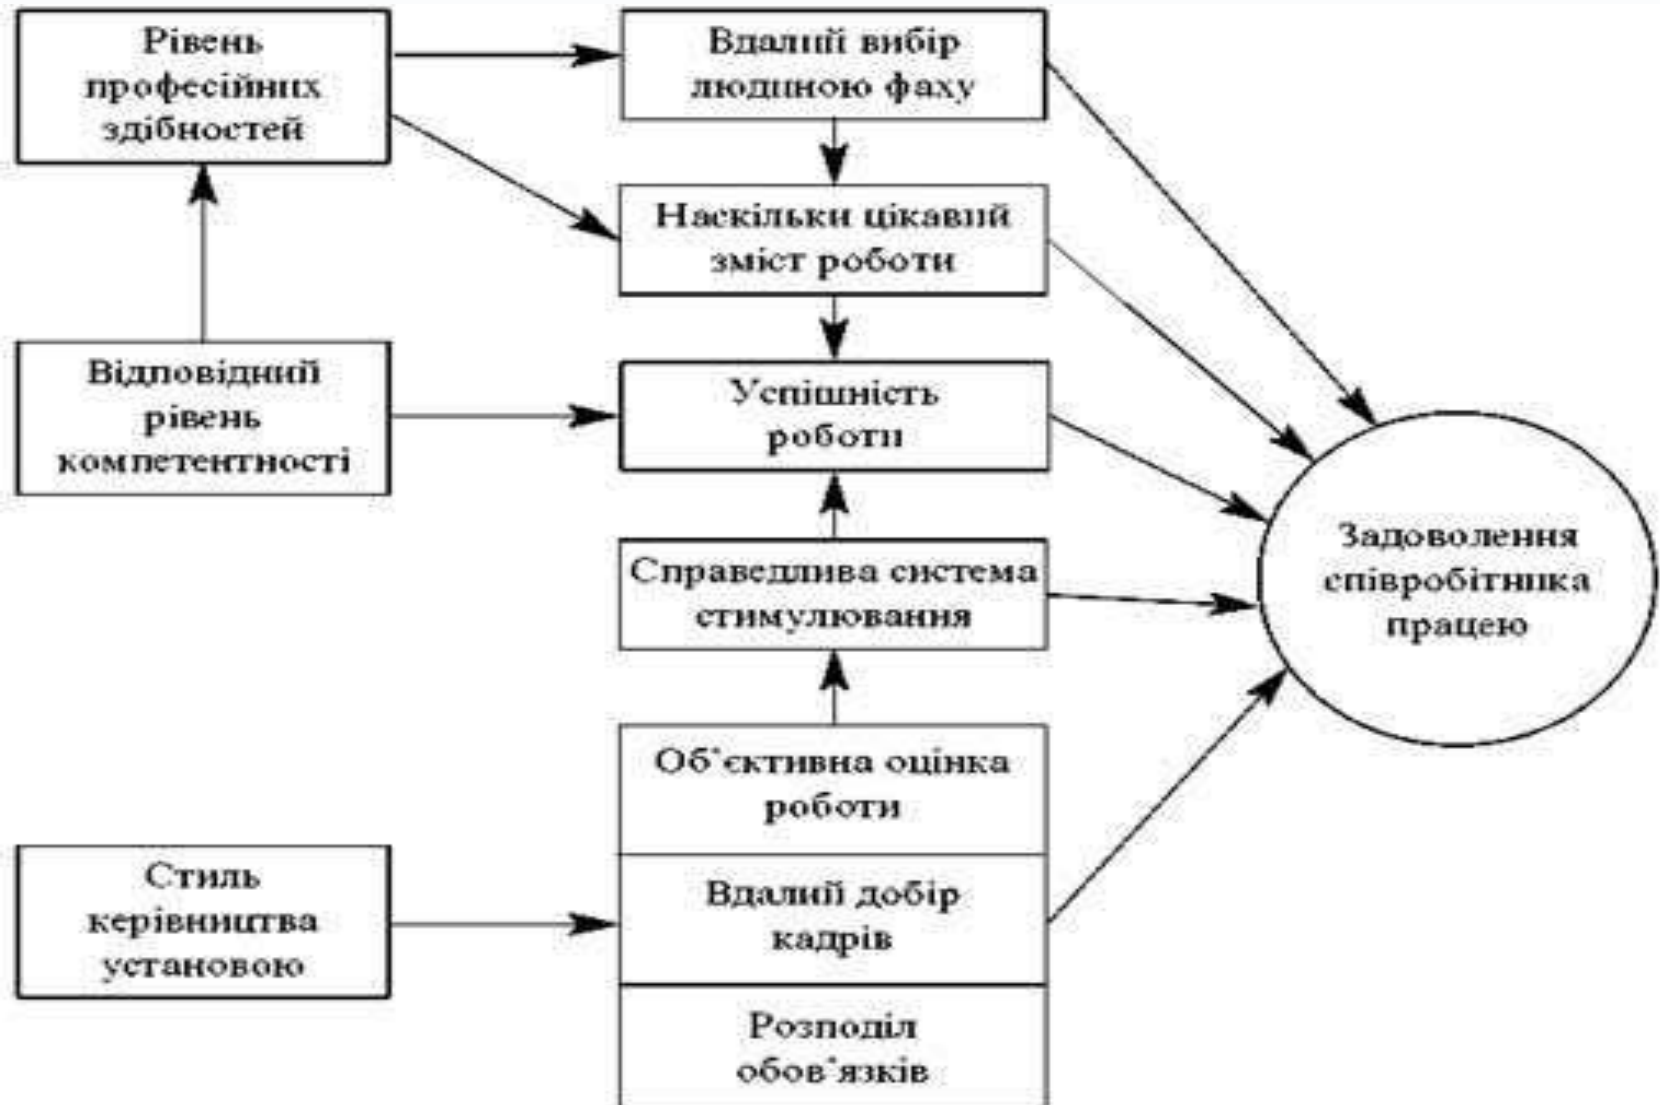 Рівень
професійних
здібностей
Вдалий вибір
людиною фаху
Наскільки цікавий
зміст роботи
Відповідний
рівень
компетентності
Успішність
роботи
Справедлива система
стимулювання
Задоволення
співробітника
працею
Об'єктивна оцінка
роботи
Стиль
керівництва
установою
Вдалий добір
кадрів
Розподіл
обов'язків